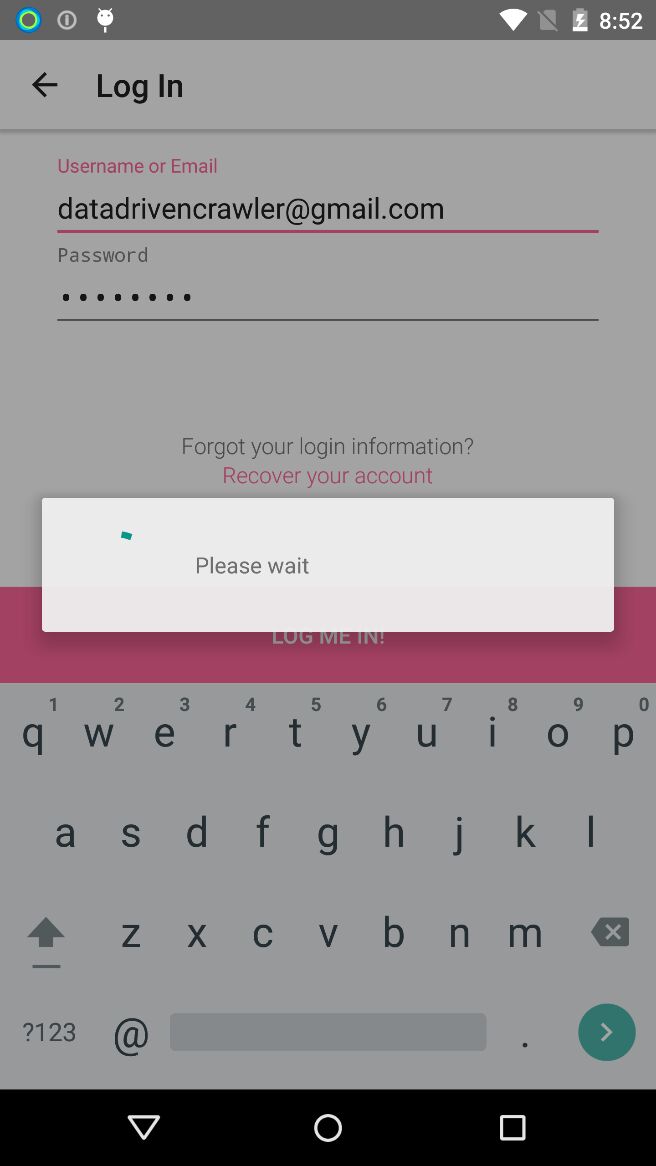 8:52
Log In
Username or Email
datadrivencrawler@gmail.com
Password
Forgot your login information?
Recover your account
Please wait
LOG ME IN!
1 2 3 4 5 6 7 8 9 0
q w e r t y u i o p
a s d f g h j k l
z x c v b n m
?123 @ .